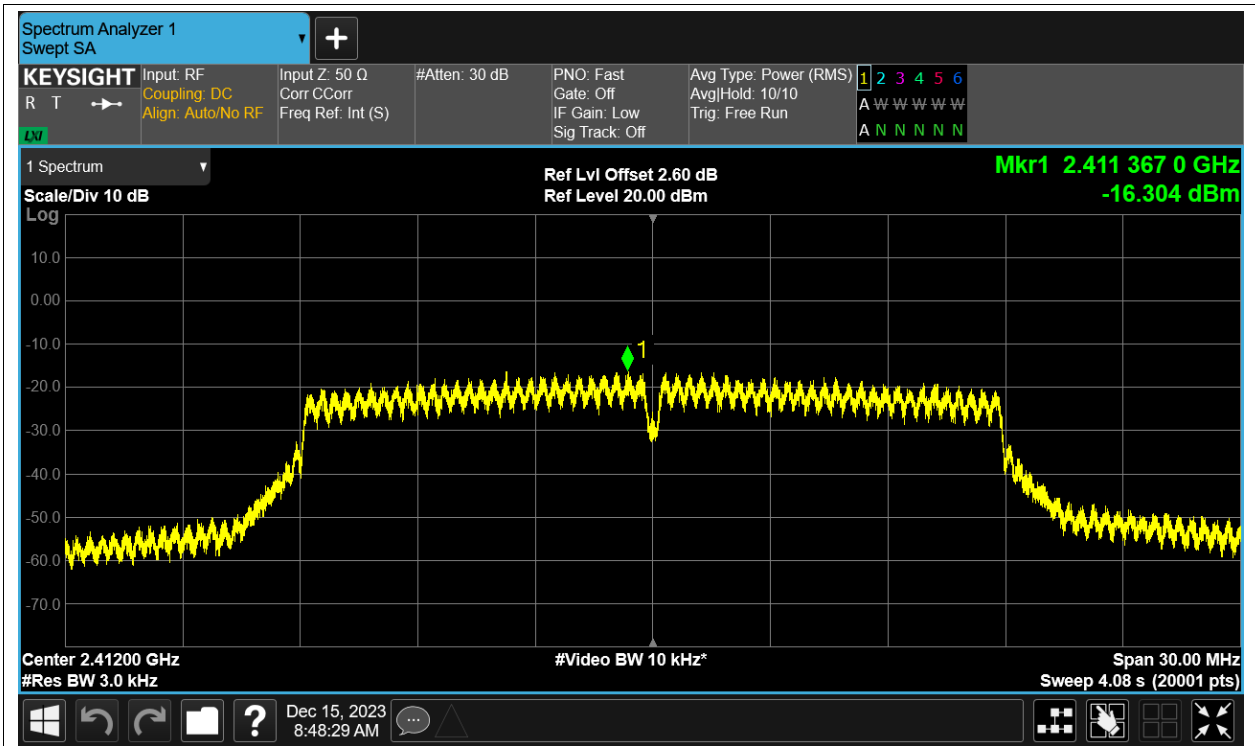 Spectrum Analyzer 1
Swept SA
KEYSIGHT
R T
LXI
Input: RF
Coupling: DC
Align: Auto/No RF
Input Z: 50 Ω
Corr CCorr
Freq Ref: Int (S)
#Atten: 30 dB
PNO: Fast
Gate: Off
IF Gain: Low
Sig Track: Off
Avg Type: Power (RMS)
Avg|Hold: 10/10
Trig: Free Run
1 2 3 4 5 6
A W W W W W
A N N N N N
1 Spectrum
Scale/Div 10 dB
Log
Ref Lvl Offset 2.60 dB
Ref Level 20.00 dBm
Mkr1 2.411 367 0 GHz
-16.304 dBm
10.0
0.00
-10.0
1
-20.0
-30.0
-40.0
-50.0
-60.0
-70.0
Center 2.41200 GHz
#Res BW 3.0 kHz
#Video BW 10 kHz*
Span 30.00 MHz
Sweep 4.08 s (20001 pts)
?
Dec 15, 2023
8:48:29 AM